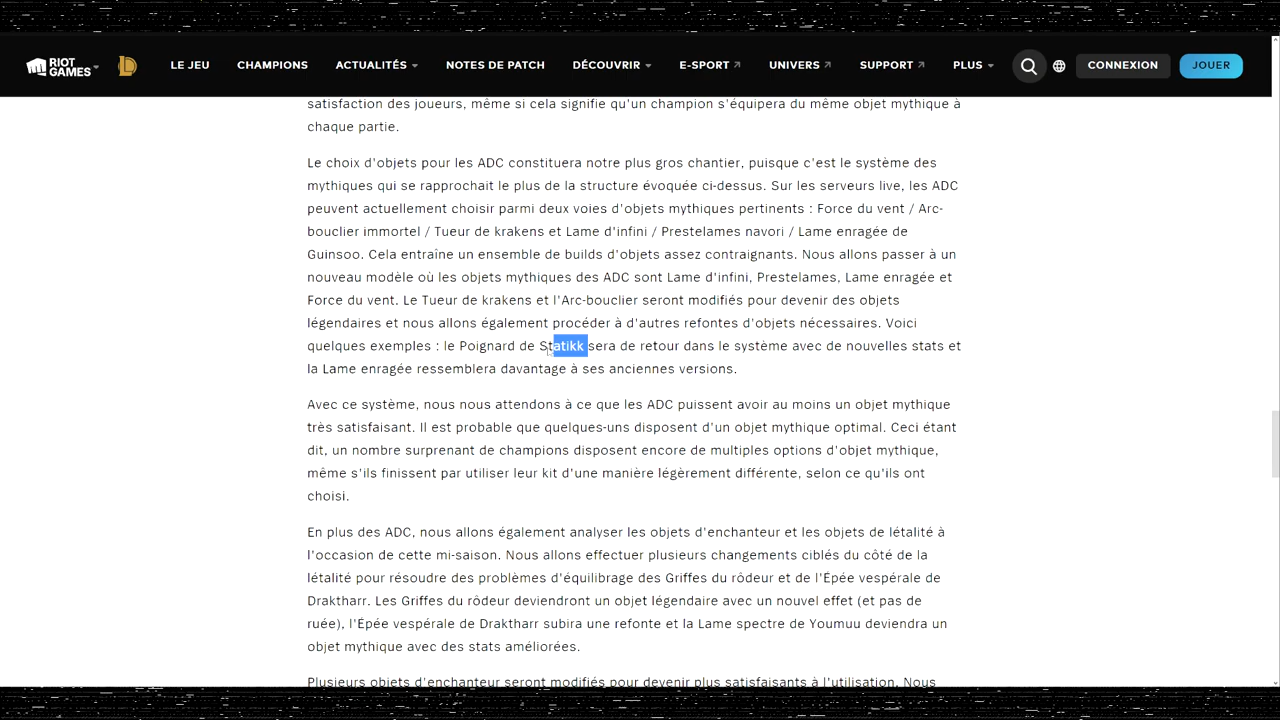 RIOT GAMES
LE JEU CHAMPIONS ACTUALITÉS NOTES DE PATCH DÉCOUVRIR E-SPORT UNIVERS SUPPORT PLUS CONNEXION JOUER
satisfaction des joueurs, même si cela signifie qu'un champion s'équipera du même objet mythique à
chaque partie.
Le choix d'objets pour les ADC constituera notre plus gros chantier, puisque c'est le système des
mythiques qui se rapprochait le plus de la structure évoquée ci-dessus. Sur les serveurs live, les ADC
peuvent actuellement choisir parmi deux voies d'objets mythiques pertinents : Force du vent / Arc-
bouclier immortel / Tueur de krakens et Lame d'infini / Prestelames navori / Lame enragée de
Guinsoo. Cela entraîne un ensemble de builds d'objets assez contraignants. Nous allons passer à un
nouveau modèle où les objets mythiques des ADC sont Lame d'infini, Prestelames, Lame enragée et
Force du vent. Le Tueur de krakens et l'Arc-bouclier seront modifiés pour devenir des objets
légendaires et nous allons également procéder à d'autres refontes d'objets nécessaires. Voici
quelques exemples : le Poignard de Statikk sera de retour dans le système avec de nouvelles stats et
la Lame enragée ressemblera davantage à ses anciennes versions.
Avec ce système, nous nous attendons à ce que les ADC puissent avoir au moins un objet mythique
très satisfaisant. Il est probable que quelques-uns disposent d'un objet mythique optimal. Ceci étant
dit, un nombre surprenant de champions disposent encore de multiples options d'objet mythique,
même s'ils finissent par utiliser leur kit d'une manière légèrement différente, selon ce qu'ils ont
choisi.
En plus des ADC, nous allons également analyser les objets d'enchanteur et les objets de létalité à
l'occasion de cette mi-saison. Nous allons effectuer plusieurs changements ciblés du côté de la
létalité pour résoudre des problèmes d'équilibrage des Griffes du rôdeur et de l'Épée vespérale de
Draktharr. Les Griffes du rôdeur deviendront un objet légendaire avec un nouvel effet (et pas de
ruée), l'Épée vespérale de Draktharr subira une refonte et la Lame spectre de Youmuu deviendra un
objet mythique avec des stats améliorées.
Plusieurs objets d'enchanteur seront modifiés pour devenir plus satisfaisants à l'utilisation. Nous